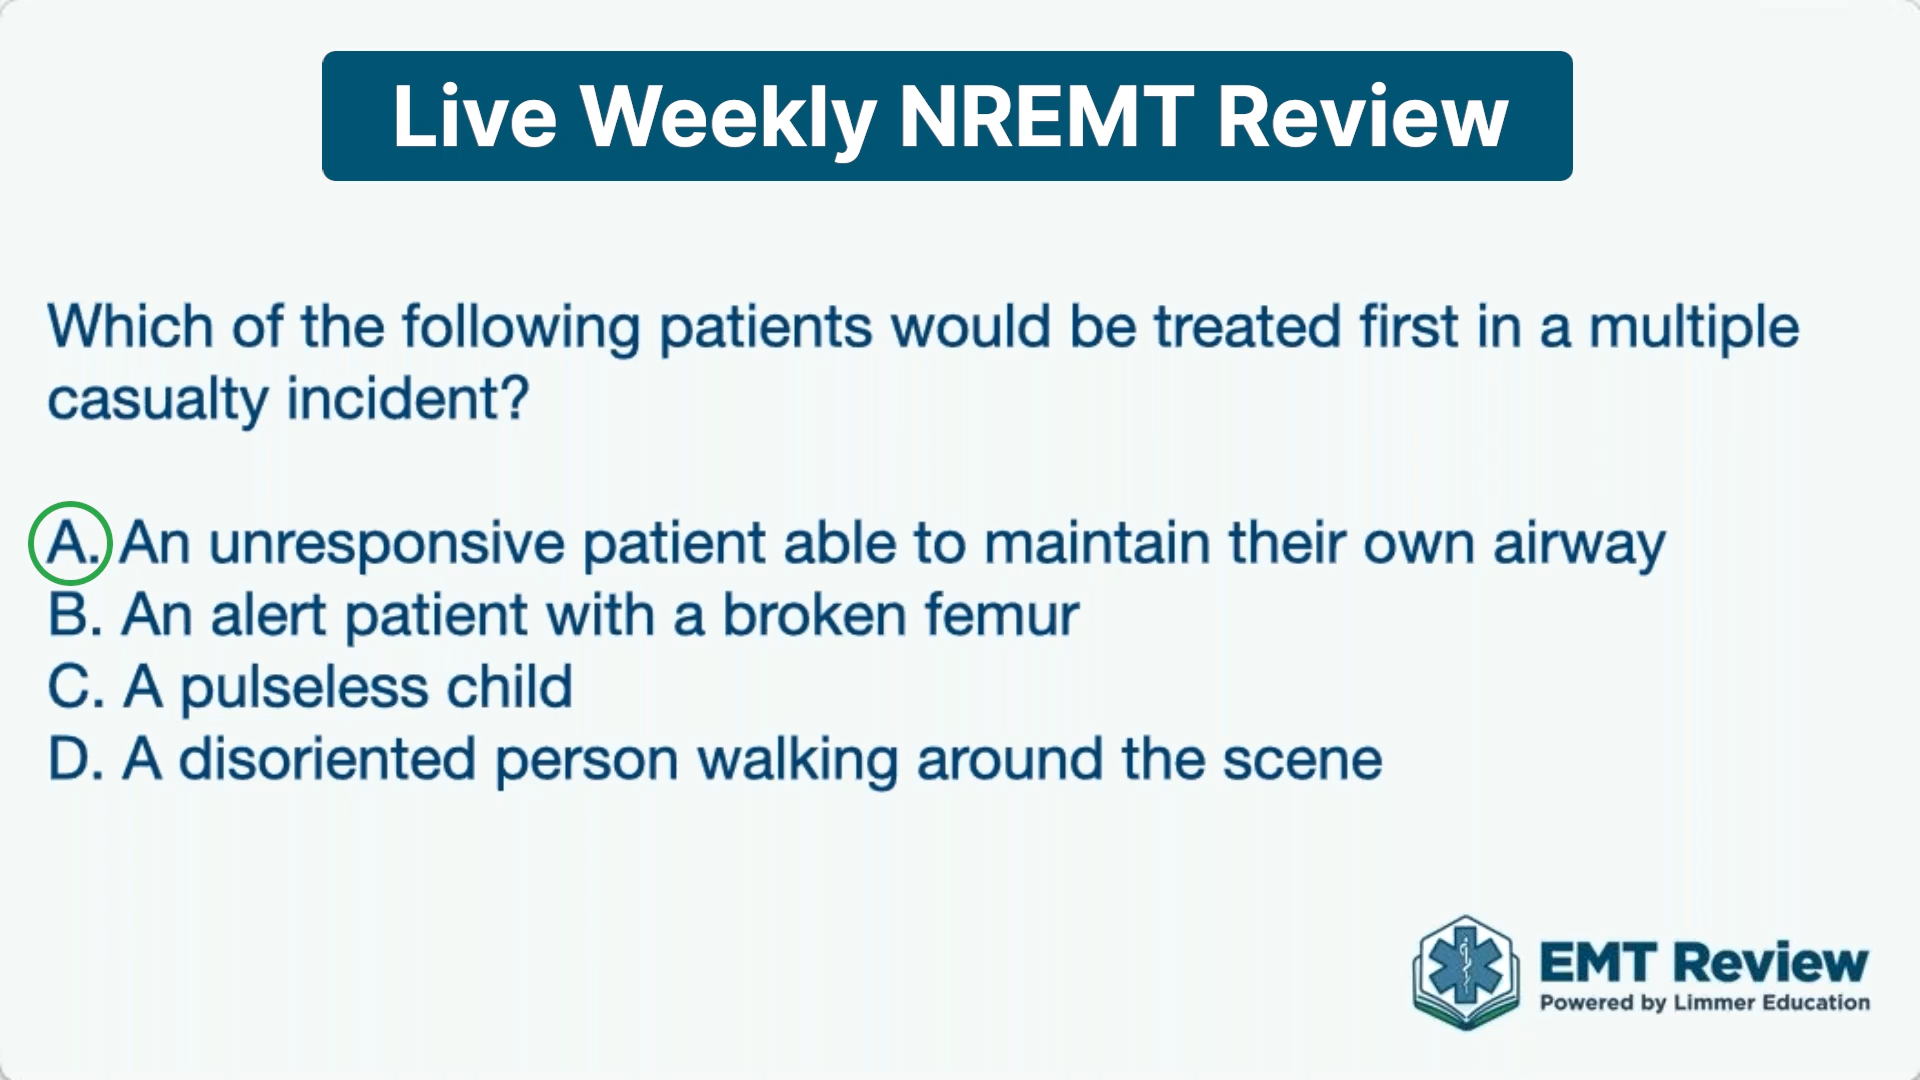 Live Weekly NREMT Review
Which of the following patients would be treated first in a multiple
casualty incident?
A. An unresponsive patient able to maintain their own airway
B. An alert patient with a broken femur
C. A pulseless child
D. A disoriented person walking around the scene
EMT Review
Powered by Limmer Education